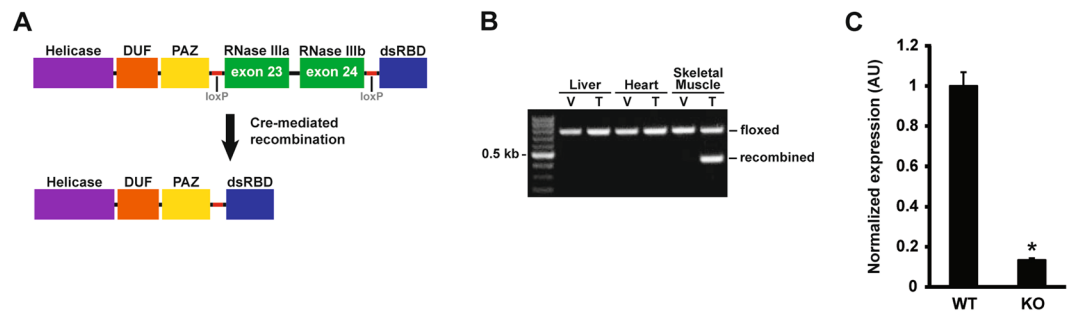 A
Helicase DUF PAZ RNase IIIa RNase IIIb dsRBD
exon 23 exon 24
loxP loxP
Cre-mediated
recombination
Helicase DUF PAZ dsRBD
B
Liver Heart Skeletal
Muscle
V T V T V T
floxed
0.5 kb
recombined
C
Normalized expression (AU)
1.2
1
0.8
0.6
0.4
0.2
0
*
WT KO